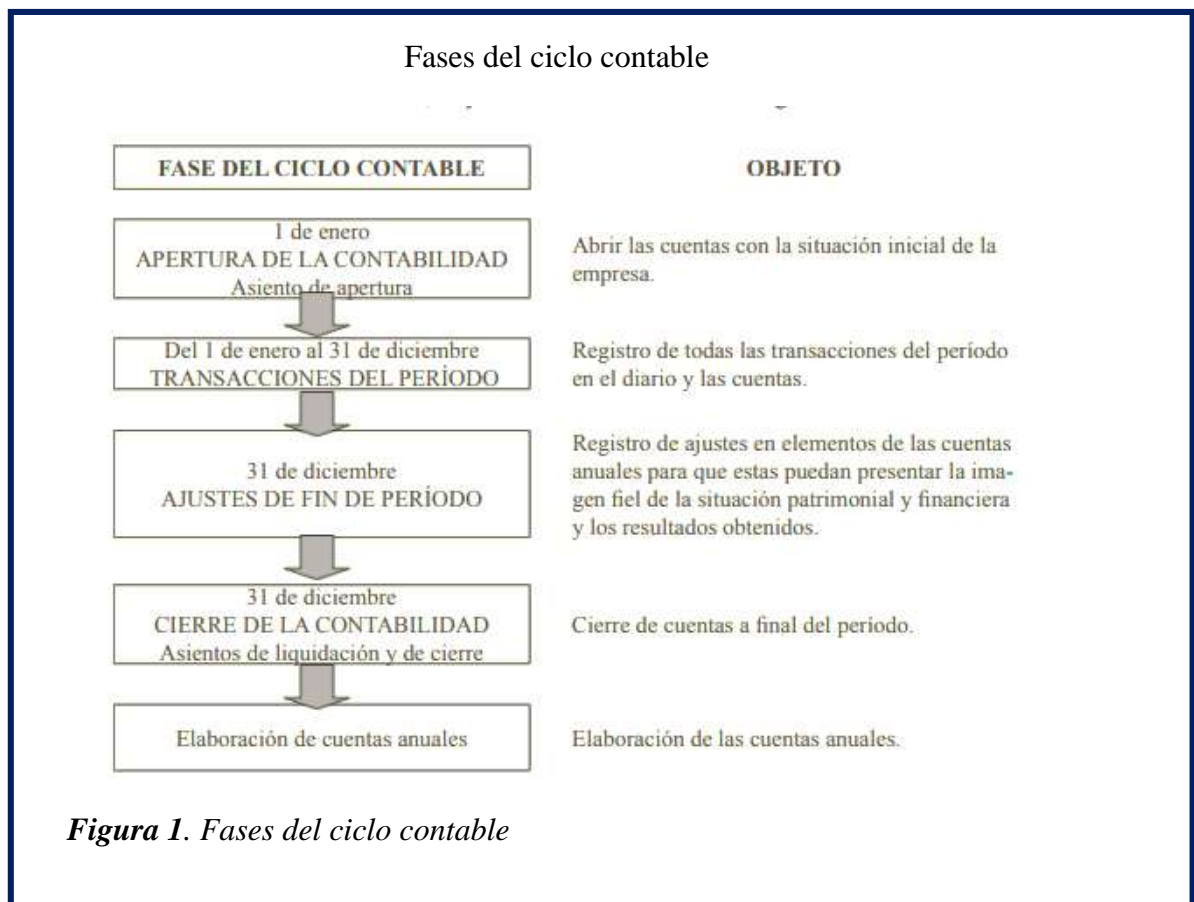 Fases del ciclo contable
FASE DEL CICLO CONTABLE
OBJETO
1 de enero
APERTURA DE LA CONTABILIDAD
Asiento de apertura
Abrir las cuentas con la situación inicial de la
empresa.
Del 1 de enero al 31 de diciembre
TRANSACCIONES DEL PERÍODO
Registro de todas las transacciones del período
en el diario y las cuentas.
31 de diciembre
AJUSTES DE FIN DE PERÍODO
Registro de ajustes en elementos de las cuentas
anuales para que estas puedan presentar la ima-
gen fiel de la situación patrimonial y financiera
y los resultados obtenidos.
31 de diciembre
CIERRE DE LA CONTABILIDAD
Asientos de liquidación y de cierre
Cierre de cuentas a final del período.
Elaboración de cuentas anuales
Elaboración de las cuentas anuales.
Figura 1. Fases del ciclo contable